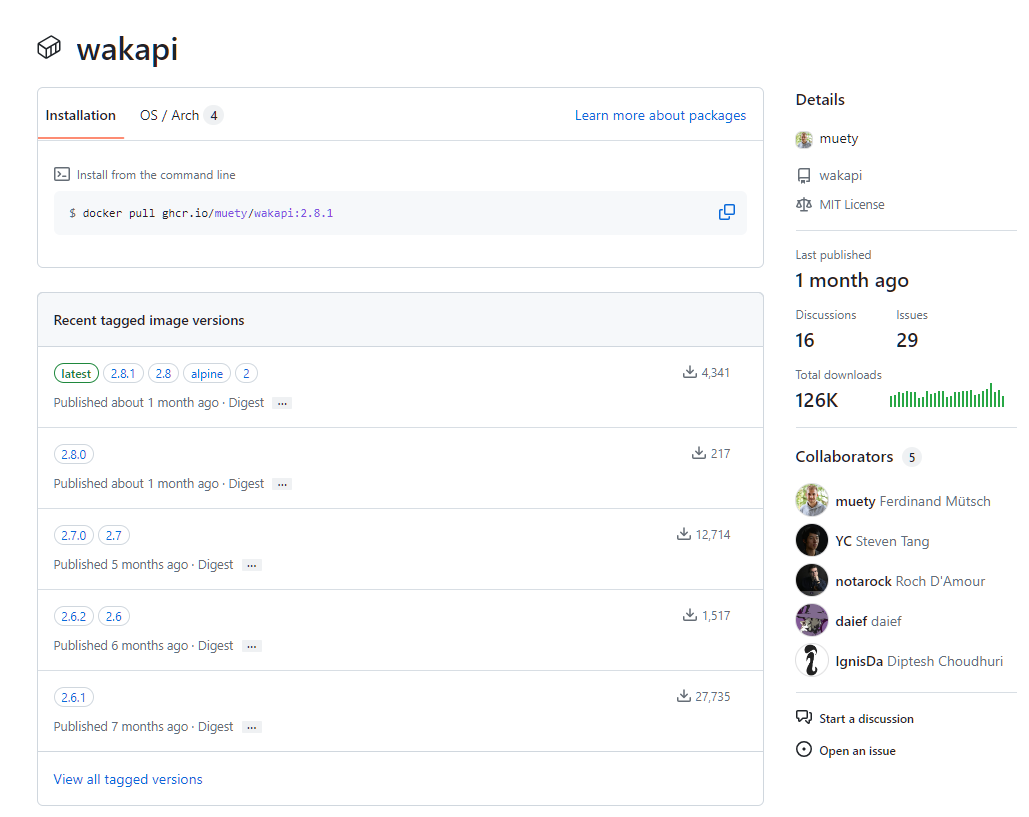 wakapi
Installation OS / Arch 4 Learn more about packages
Install from the command line
$ docker pull ghcr.io/muety/wakapi:2.8.1
Recent tagged image versions
latest 2.8.1 2.8 alpine 2 4,341
Published about 1 month ago · Digest ...
2.8.0 217
Published about 1 month ago · Digest ...
2.7.0 2.7 12,714
Published 5 months ago · Digest ...
2.6.2 2.6 1,517
Published 6 months ago · Digest ...
2.6.1 27,735
Published 7 months ago · Digest ...
View all tagged versions
Details
muety
wakapi
MIT License
Last published
1 month ago
Discussions Issues
16 29
Total downloads
126K
Collaborators 5
muety Ferdinand Mütsch
YC Steven Tang
notarock Roch D'Amour
daief daief
IgnisDa Diptesh Choudhuri
Start a discussion
Open an issue